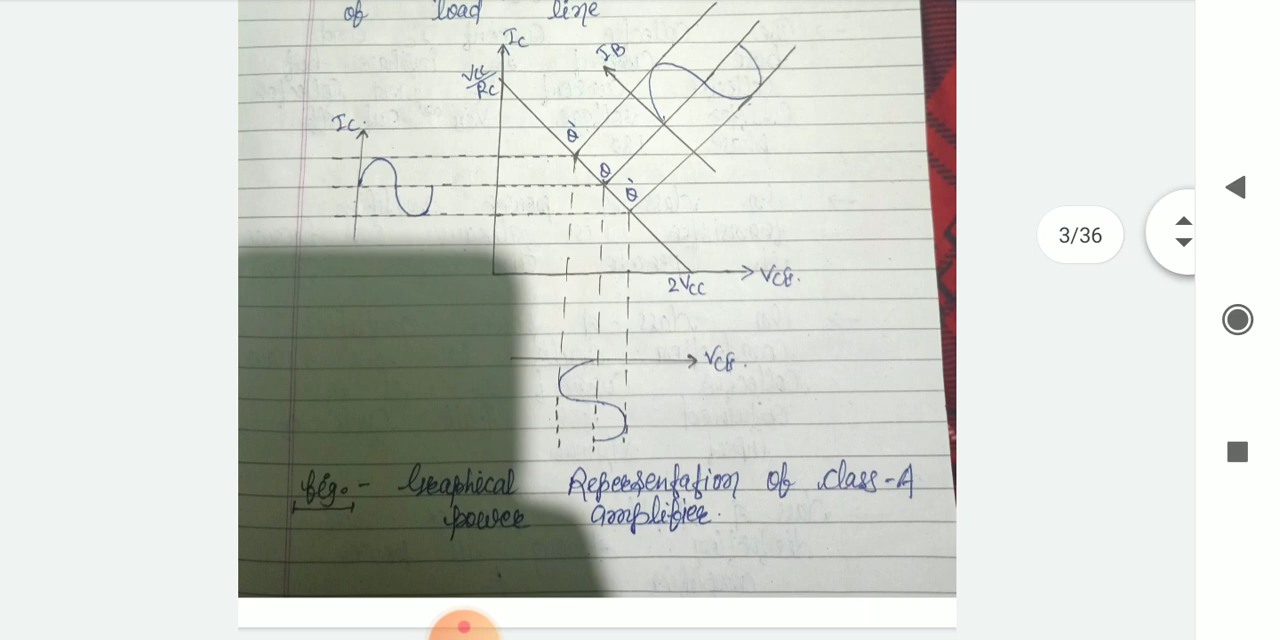 of load line
Ic
IB
Vcc/Rc
Ic
Q'
Q
Q'
3/36
2Vcc
VCE.
VCE.
fig:- Graphical Representation of Class-A
power amplifier.